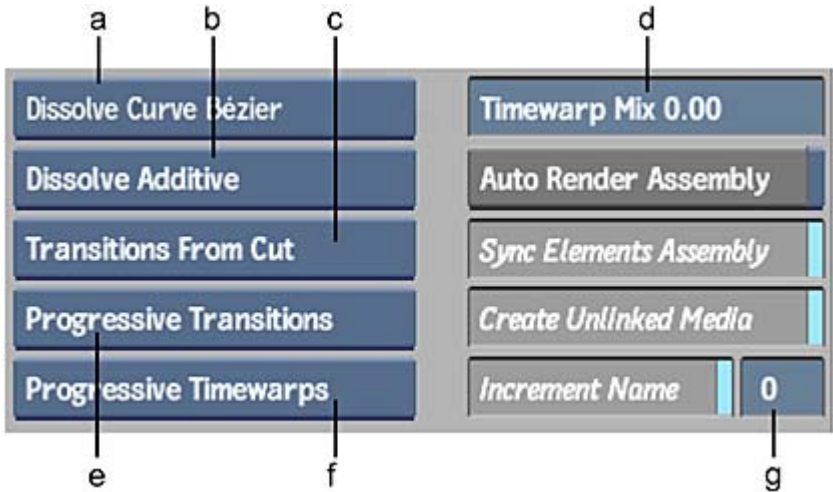 a b c d
Dissolve Curve Bézier
Timewarp Mix 0.00
Dissolve Additive
Auto Render Assembly
Transitions From Cut
Sync Elements Assembly
Progressive Transitions
Create Unlinked Media
Progressive Timewarps
Increment Name 0
e f g